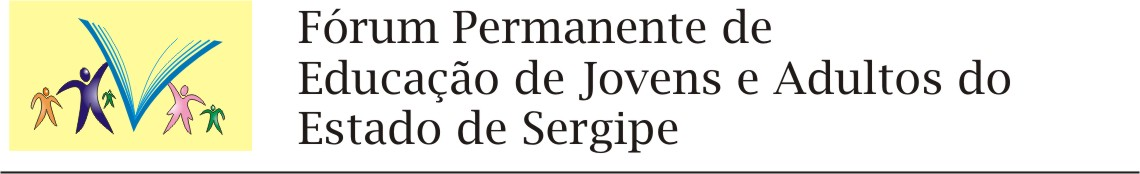 Fórum Permanente de
Educação de Jovens e Adultos do
Estado de Sergipe